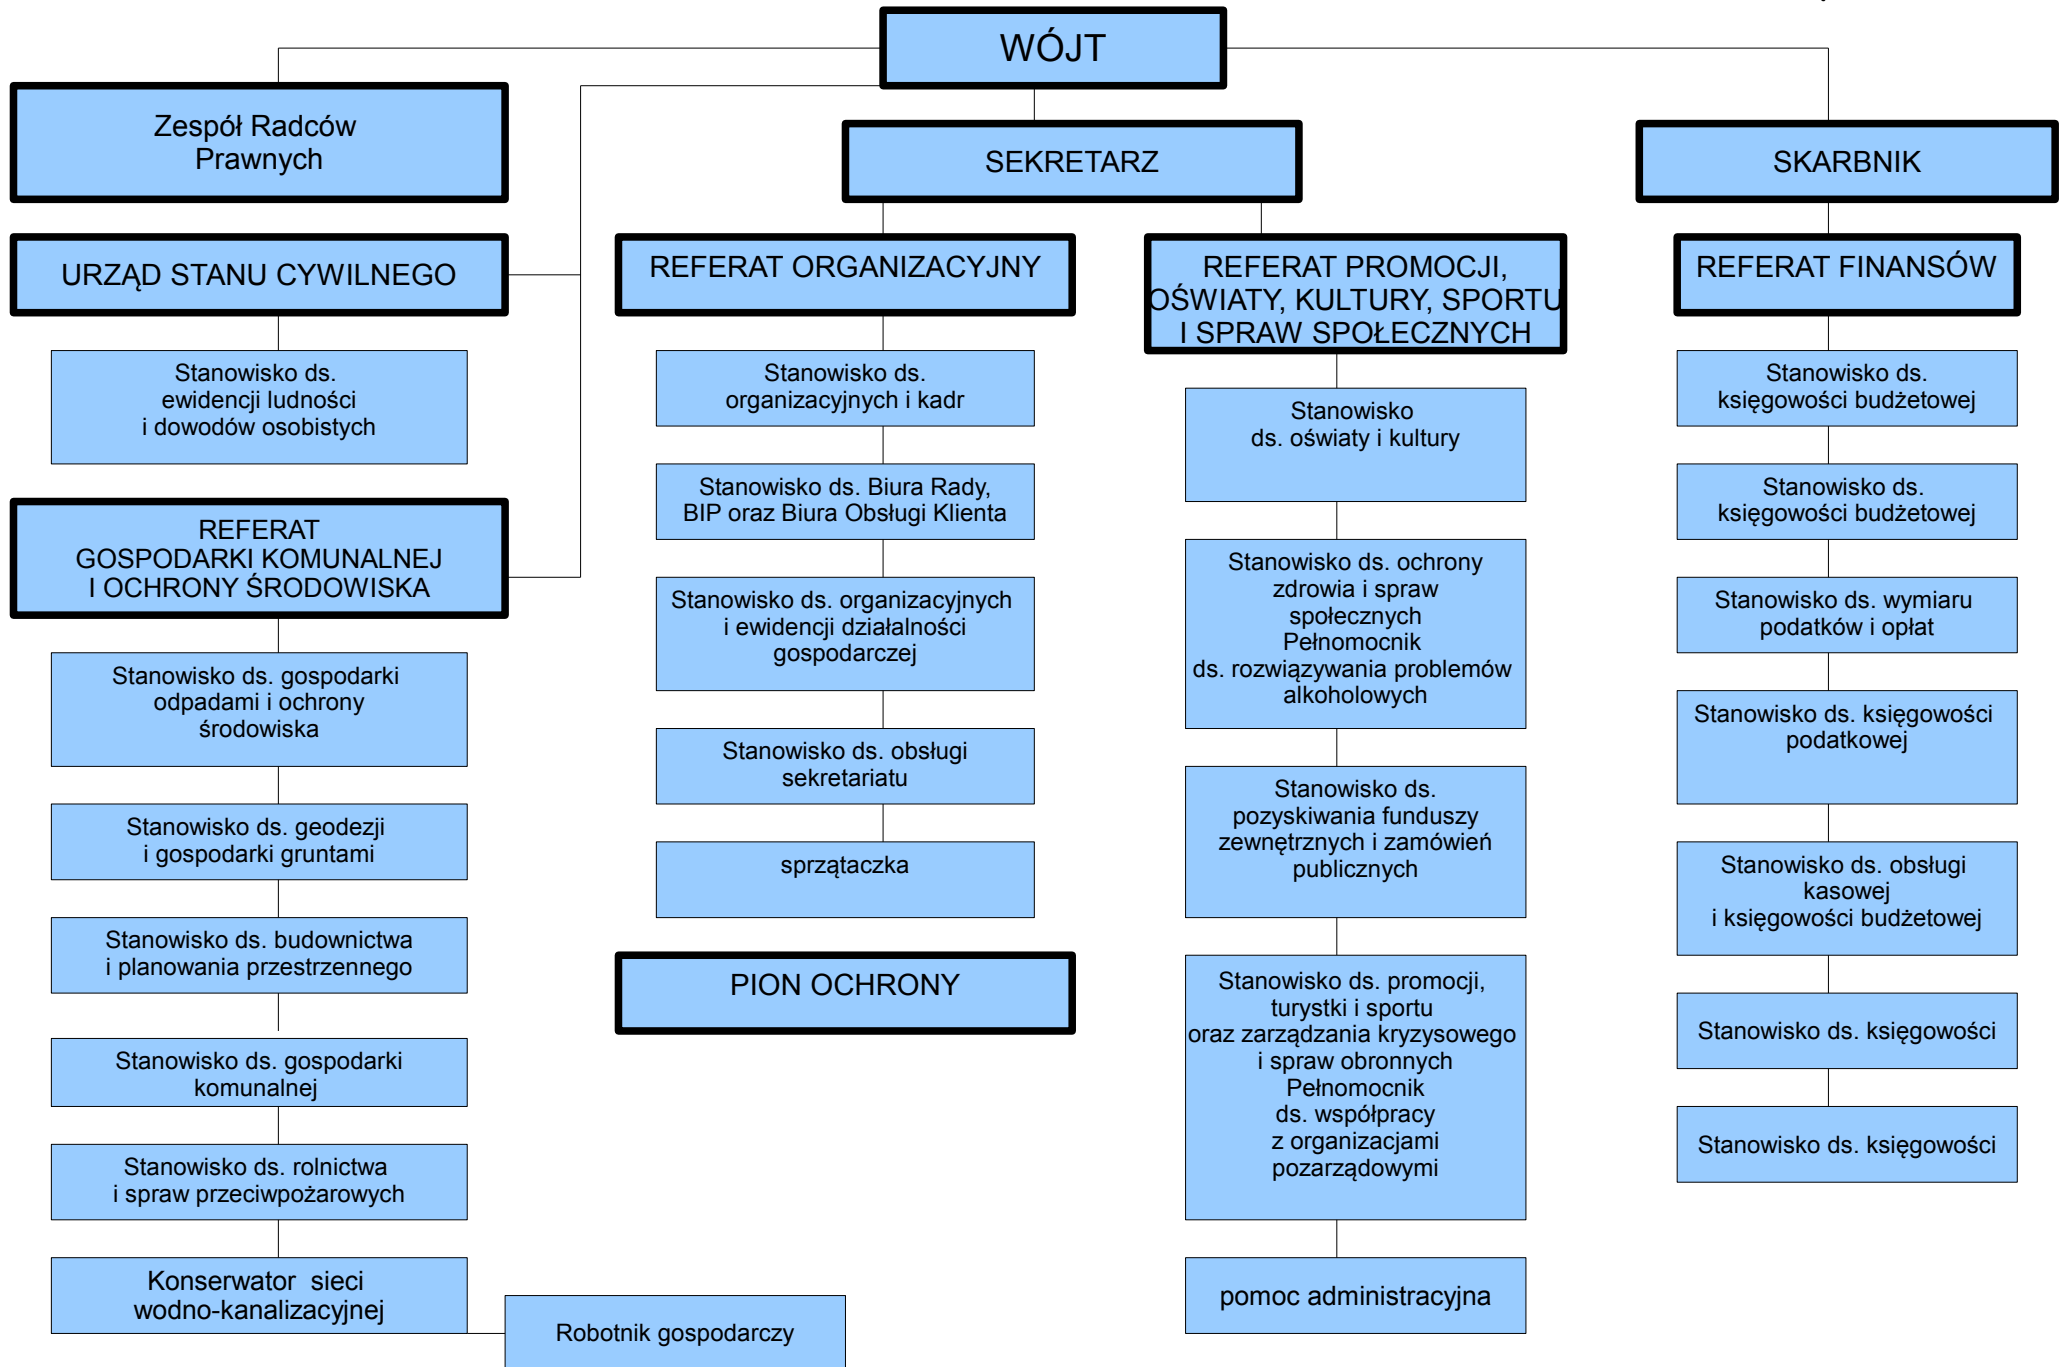 WÓJT
Zespół Radców
Prawnych
SEKRETARZ
SKARBNIK
URZĄD STANU CYWILNEGO
Stanowisko ds.
ewidencji ludności
i dowodów osobistych
REFERAT
GOSPODARKI KOMUNALNEJ
I OCHRONY ŚRODOWISKA
Stanowisko ds. gospodarki
odpadami i ochrony
środowiska
Stanowisko ds. geodezji
i gospodarki gruntami
Stanowisko ds. budownictwa
i planowania przestrzennego
Stanowisko ds. gospodarki
komunalnej
Stanowisko ds. rolnictwa
i spraw przeciwpożarowych
Konserwator sieci
wodno-kanalizacyjnej
Robotnik gospodarczy
REFERAT ORGANIZACYJNY
Stanowisko ds.
organizacyjnych i kadr
Stanowisko ds. Biura Rady,
BIP oraz Biura Obsługi Klienta
Stanowisko ds. organizacyjnych
i ewidencji działalności
gospodarczej
Stanowisko ds. obsługi
sekretariatu
sprzątaczka
PION OCHRONY
REFERAT PROMOCJI,
OŚWIATY, KULTURY, SPORTU
I SPRAW SPOŁECZNYCH
Stanowisko
ds. oświaty i kultury
Stanowisko ds. ochrony
zdrowia i spraw
społecznych
Pełnomocnik
ds. rozwiązywania problemów
alkoholowych
Stanowisko ds.
pozyskiwania funduszy
zewnętrznych i zamówień
publicznych
Stanowisko ds. promocji,
turystki i sportu
oraz zarządzania kryzysowego
i spraw obronnych
Pełnomocnik
ds. współpracy
z organizacjami
pozarządowymi
pomoc administracyjna
REFERAT FINANSÓW
Stanowisko ds.
księgowości budżetowej
Stanowisko ds.
księgowości budżetowej
Stanowisko ds. wymiaru
podatków i opłat
Stanowisko ds. księgowości
podatkowej
Stanowisko ds. obsługi
kasowej
i księgowości budżetowej
Stanowisko ds. księgowości
Stanowisko ds. księgowości